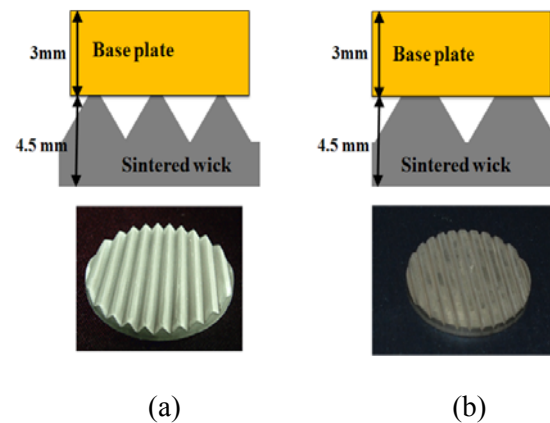 3mm
Base plate
4.5 mm
Sintered wick
3mm
Base plate
4.5 mm
Sintered wick
(a)
(b)